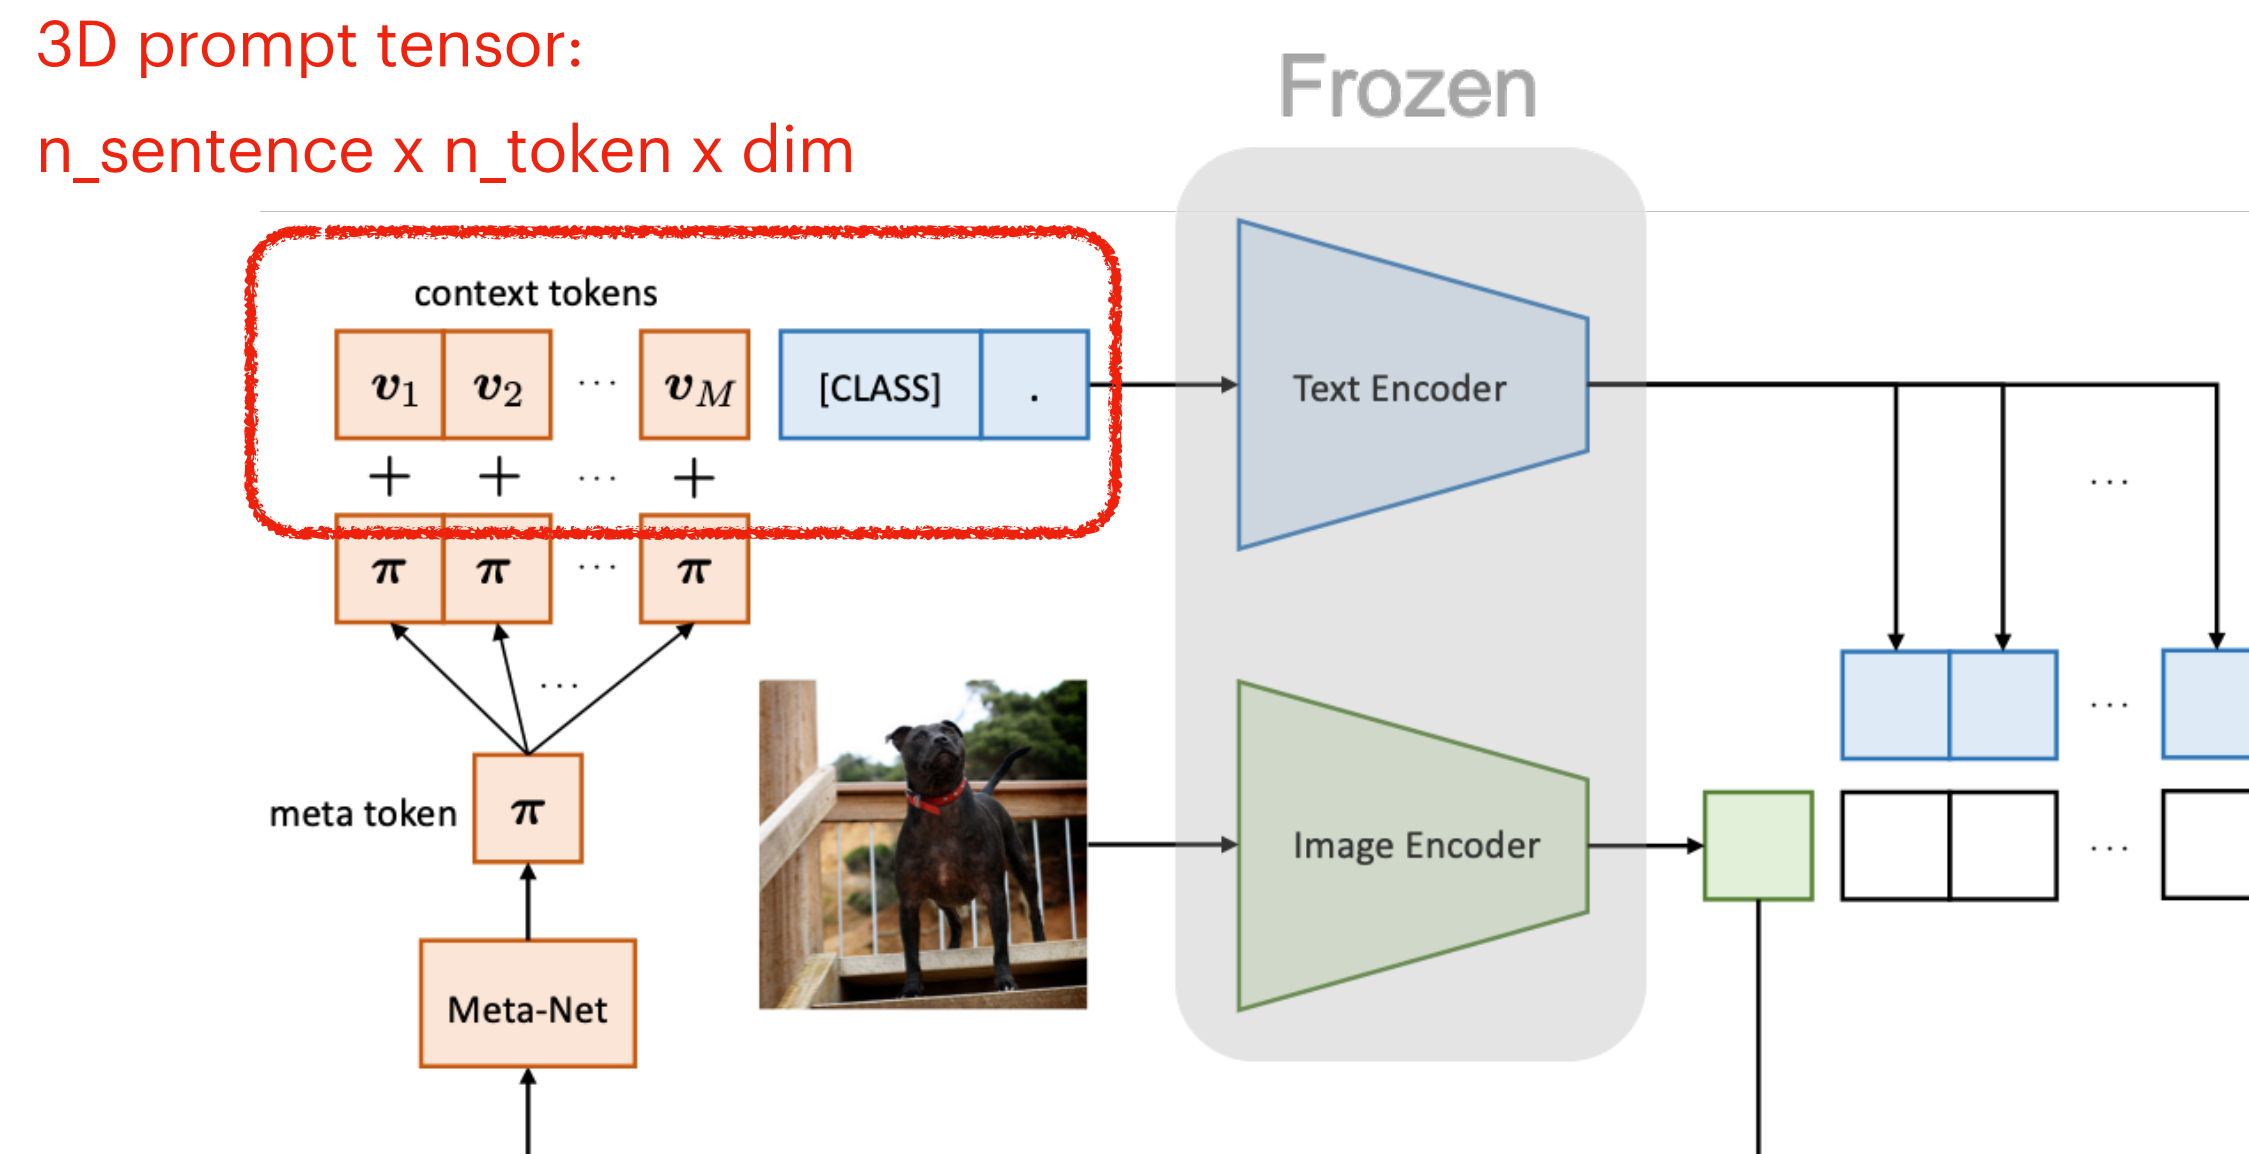 3D prompt tensor:
n_sentence x n_token x dim
Frozen
context tokens
v1 v2 ··· vM [CLASS] .
+ + ··· +
π π ··· π
···
meta token π
Meta-Net
Text Encoder
Image Encoder
···
···
···